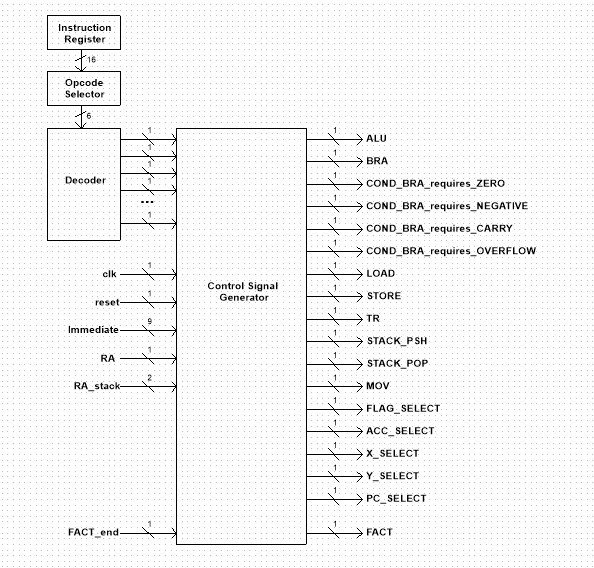 Instruction
Register
16
Opcode
Selector
6
Decoder
1
1
1
1
...
1
clk 1
reset 1
Immediate 9
RA 1
RA_stack 2
FACT_end 1
Control Signal
Generator
1 ALU
1 BRA
1 COND_BRA_requires_ZERO
1 COND_BRA_requires_NEGATIVE
1 COND_BRA_requires_CARRY
1 COND_BRA_requires_OVERFLOW
1 LOAD
1 STORE
1 TR
1 STACK_PSH
1 STACK_POP
1 MOV
1 FLAG_SELECT
1 ACC_SELECT
1 X_SELECT
1 Y_SELECT
1 PC_SELECT
1 FACT